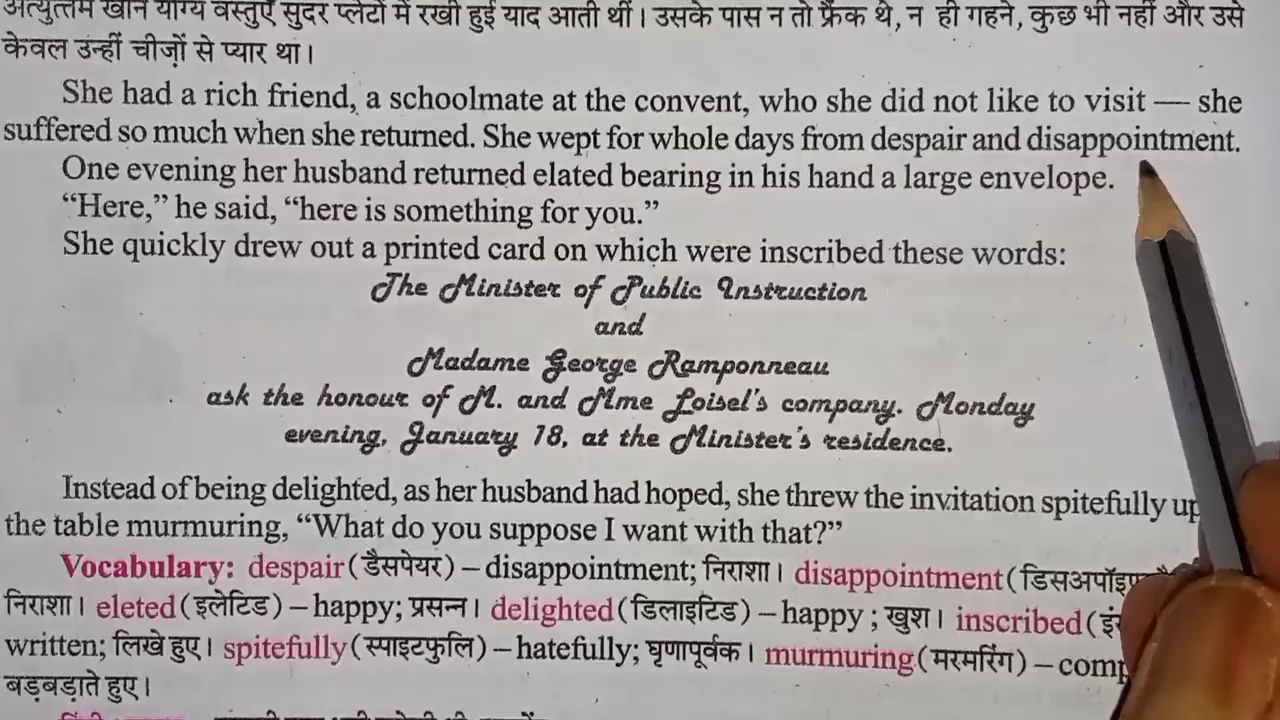 अत्युत्तम खाने योग्य वस्तुएँ सुंदर प्लेटों में रखी हुई याद आती थीं। उसके पास न तो फ्रैंक थे, न ही गहने, कुछ भी नहीं और उसे
केवल उन्हीं चीज़ों से प्यार था।
She had a rich friend, a schoolmate at the convent, who she did not like to visit — she
suffered so much when she returned. She wept for whole days from despair and disappointment.
One evening her husband returned elated bearing in his hand a large envelope.
“Here,” he said, “here is something for you.”
She quickly drew out a printed card on which were inscribed these words:
The Minister of Public Instruction
and
Madame George Ramponneau
ask the honour of M. and Mme Loisel's company. Monday
evening, January 18, at the Minister's residence.
Instead of being delighted, as her husband had hoped, she threw the invitation spitefully
the table murmuring, “What do you suppose I want with that?”
Vocabulary: despair (डैसपेयर) – disappointment; निराशा। disappointment
निराशा। eleted (इलेटिड) – happy; प्रसन्न। delighted (डिलाइटिड) – happy ; खुश। inscribed
written; लिखे हुए। spitefully (स्पाइटफुलि) – hatefully; घृणापूर्वक। murmuring (मरमरिंग) –
बड़बड़ाते हुए।